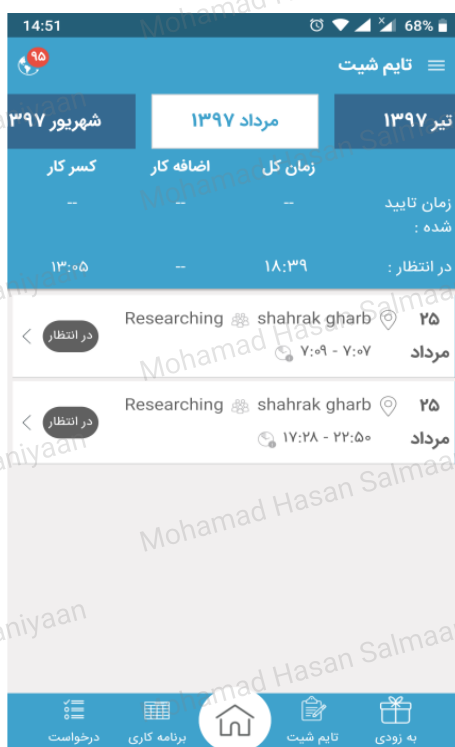 14:51 68%
۹۵ تایم شیت
تیر ۱۳۹۷ مرداد ۱۳۹۷ شهریور ۳۹۷
زمان کل اضافه کار کسر کار
زمان تایید -- -- --
شده :
در انتظار : ۱۸:۳۹ -- ۱۳:۰۵
۲۵ shahrak gharb Researching در انتظار
مرداد ۷:۰۷ - ۷:۰۹
۲۵ shahrak gharb Researching در انتظار
مرداد ۲۲:۵۰ - ۱۷:۲۸
به زودی تایم شیت برنامه کاری درخواست
Mohamad Hasan Salmaaniyaan